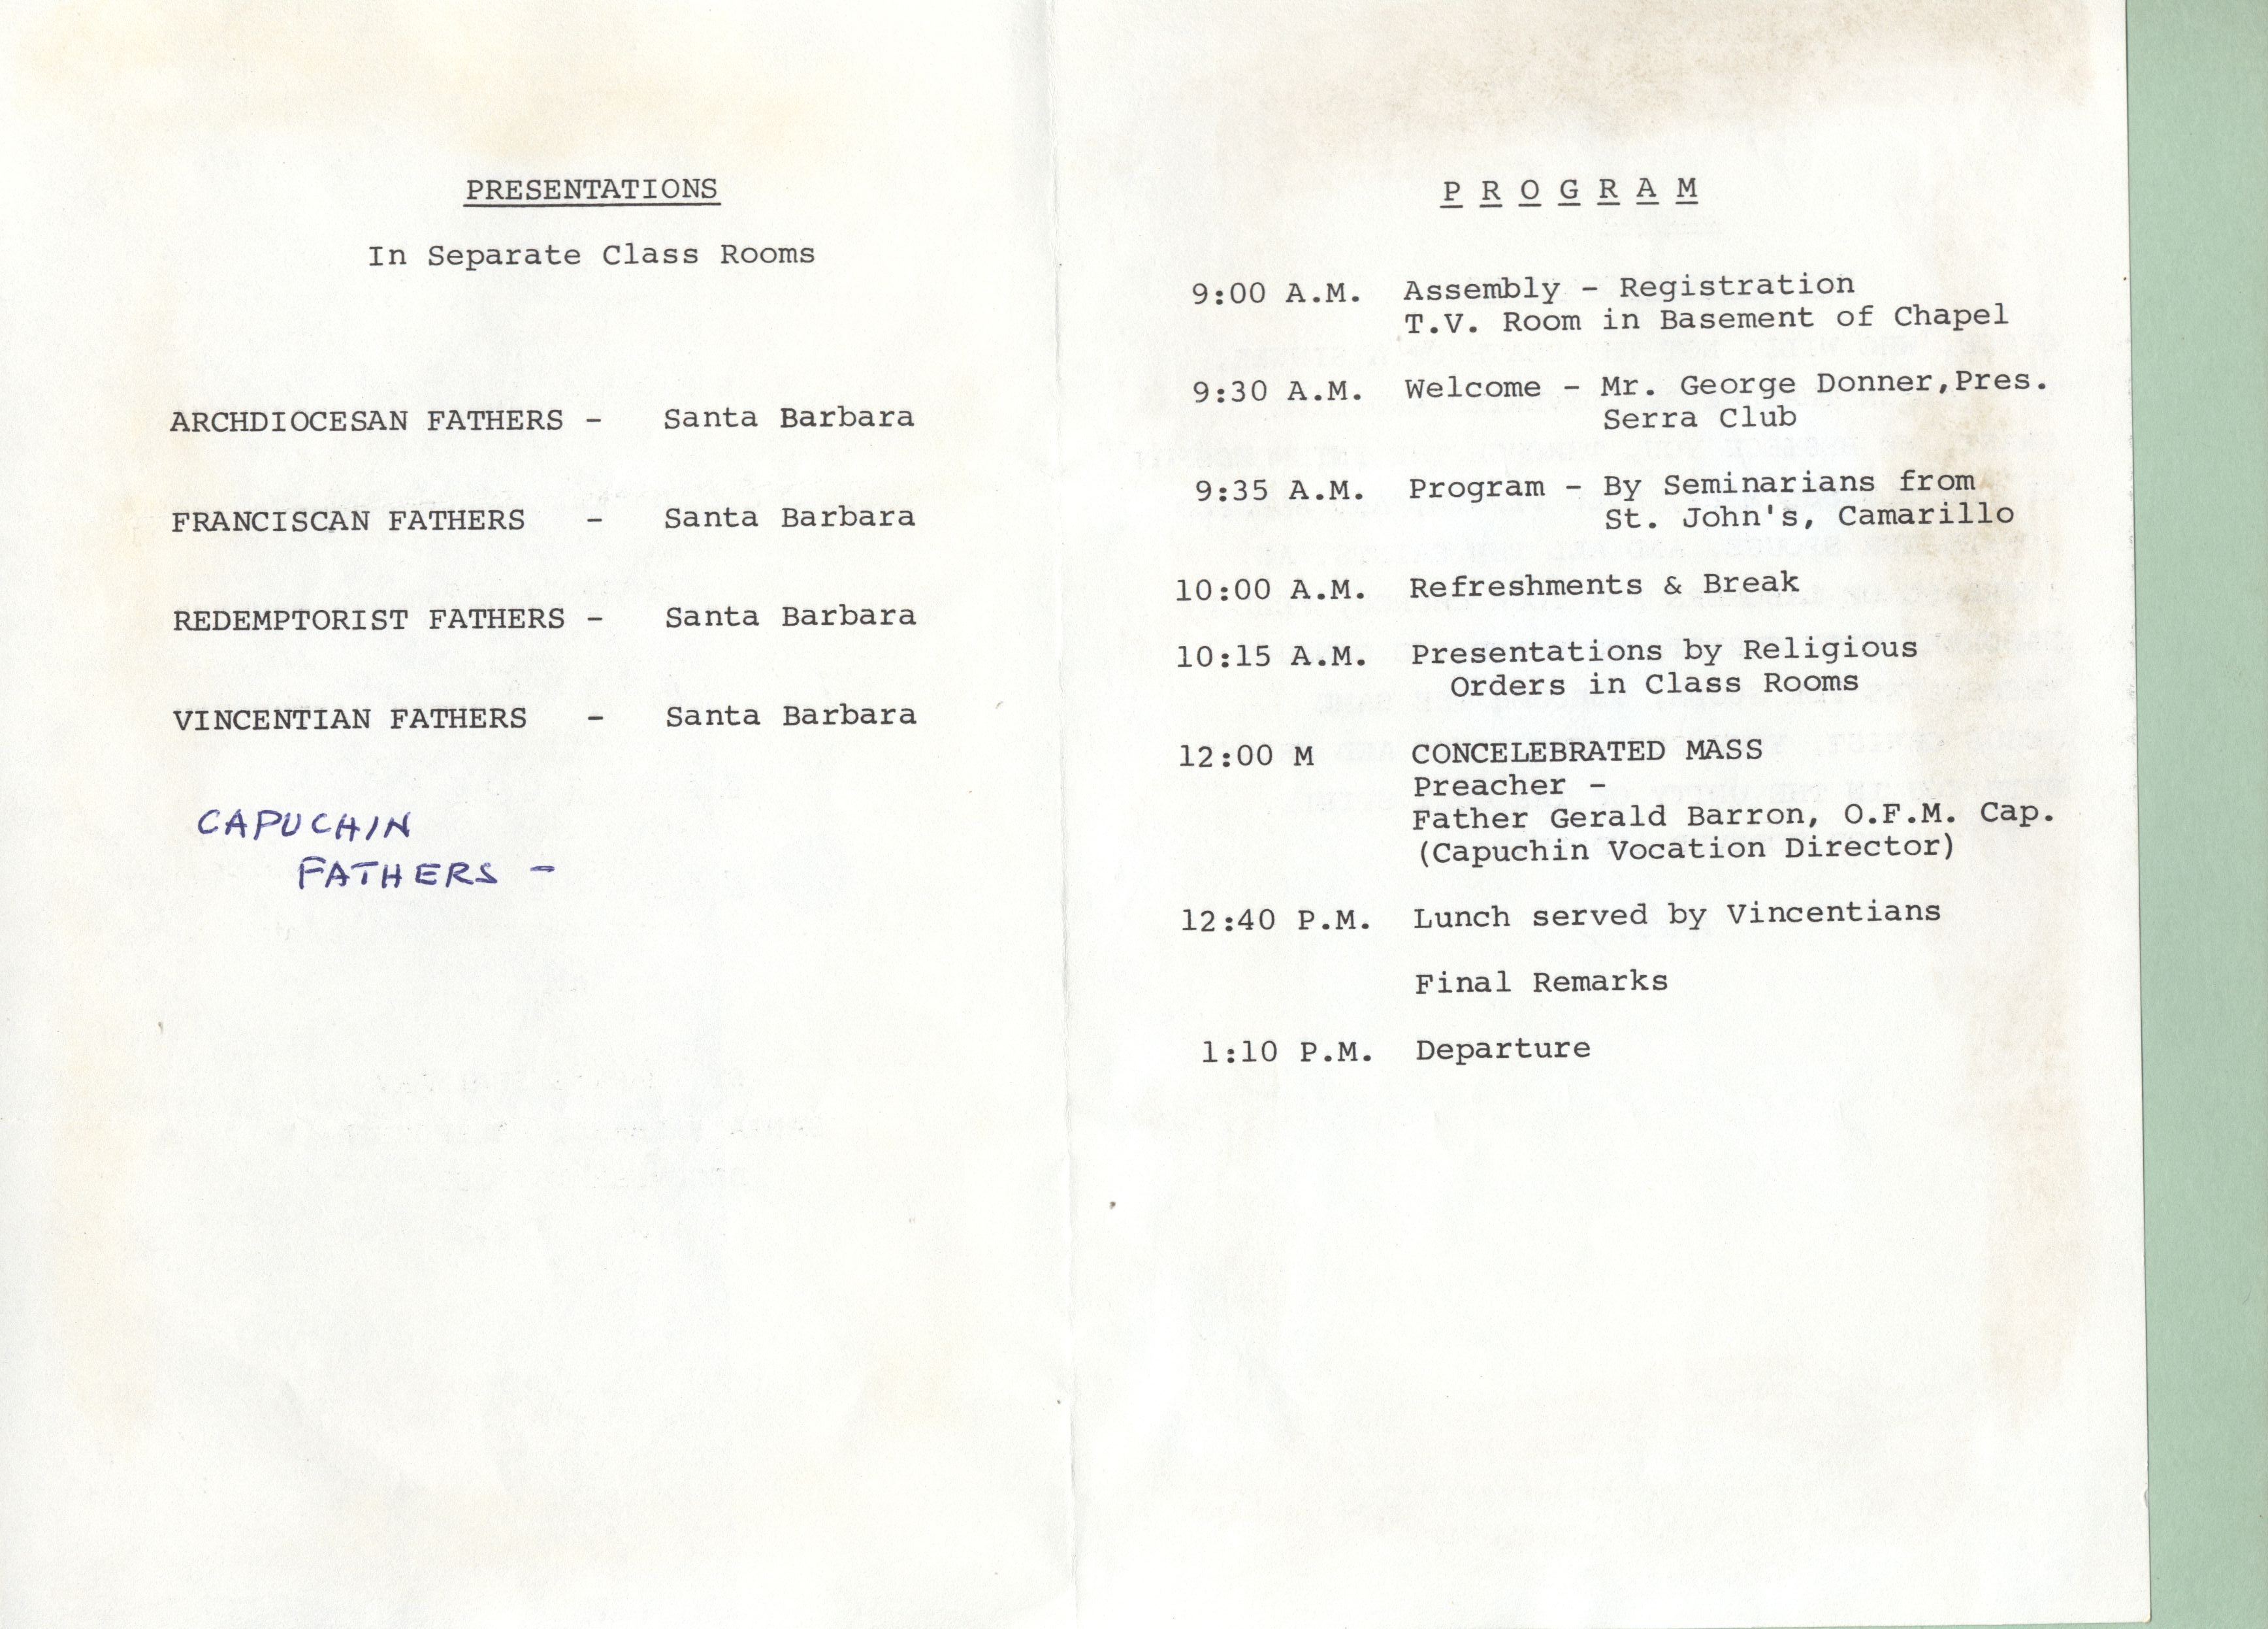 PRESENTATIONS
In Separate Class Rooms
ARCHDIOCESAN FATHERS - Santa Barbara
FRANCISCAN FATHERS - Santa Barbara
REDEMPTORIST FATHERS - Santa Barbara
VINCENTIAN FATHERS - Santa Barbara
CAPUCHIN
FATHERS -
P R O G R A M
9:00 A.M. Assembly - Registration
T.V. Room in Basement of Chapel
9:30 A.M. Welcome - Mr. George Donner,Pres.
Serra Club
9:35 A.M. Program - By Seminarians from
St. John's, Camarillo
10:00 A.M. Refreshments & Break
10:15 A.M. Presentations by Religious
Orders in Class Rooms
12:00 M CONCELEBRATED MASS
Preacher -
Father Gerald Barron, O.F.M. Cap.
(Capuchin Vocation Director)
12:40 P.M. Lunch served by Vincentians
Final Remarks
1:10 P.M. Departure